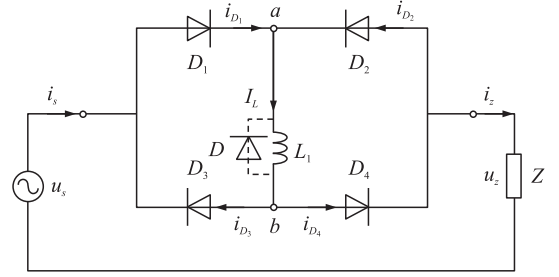 i_{D_1} a i_{D_2}
D_1 D_2
i_s I_L i_z
D L_1
D_3 D_4
u_s u_z Z
i_{D_3} b i_{D_4}